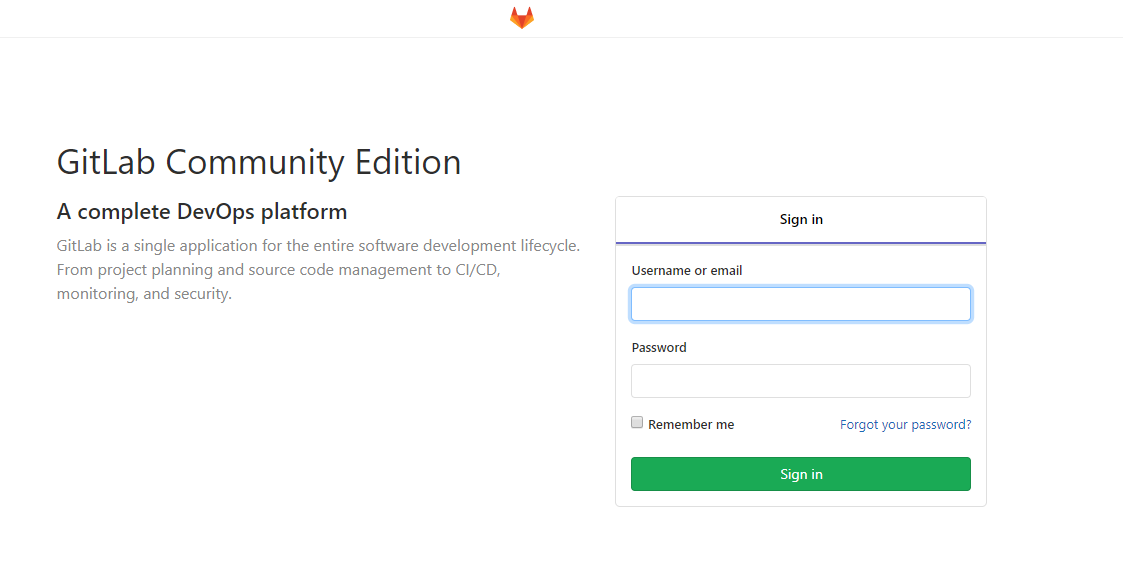 GitLab Community Edition
A complete DevOps platform
GitLab is a single application for the entire software development lifecycle.
From project planning and source code management to CI/CD,
monitoring, and security.
Sign in
Username or email
Password
Remember me
Forgot your password?
Sign in